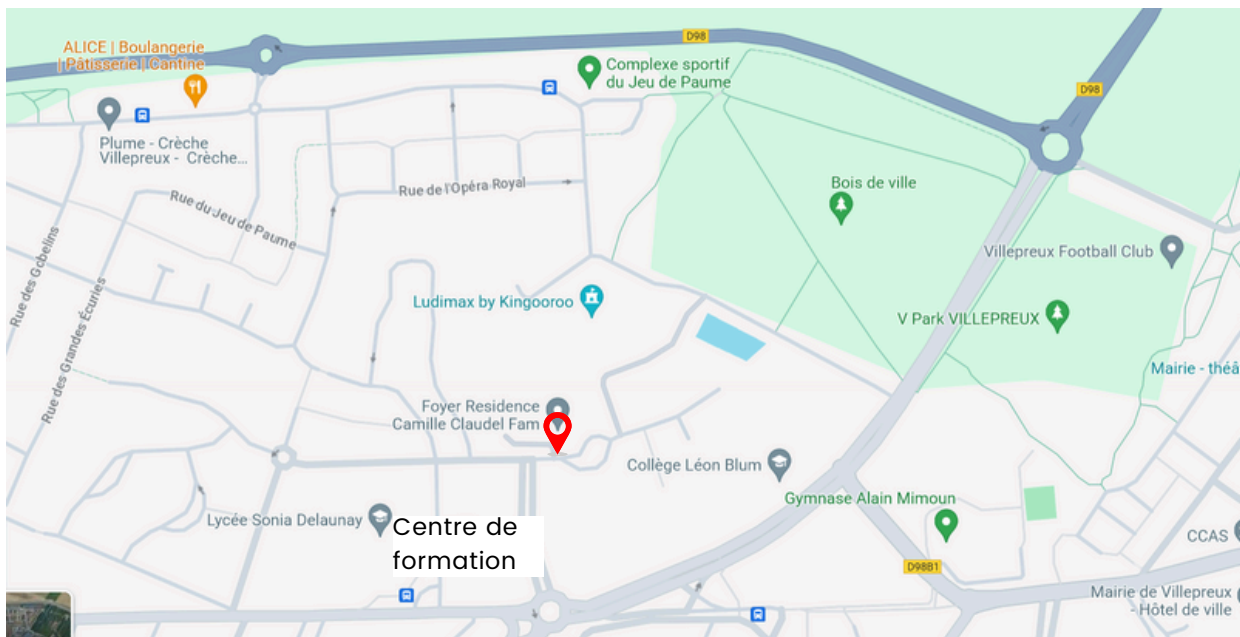 D98
ALICE | Boulangerie
| Pâtisserie | Cantine
Complexe sportif
du Jeu de Paume
D98
Plume - Crèche
Villepreux - Crèche...
Rue de l'Opéra Royal
Bois de ville
Rue du Jeu de Paume
Rue des Gobelins
Villepreux Football Club
Rue des Grandes Écuries
Ludimax by Kingooroo
V Park VILLEPREUX
Mairie - théâ
Foyer Residence
Camille Claudel Fam
Collège Léon Blum
Gymnase Alain Mimoun
Lycée Sonia Delaunay
Centre de
formation
CCAS
D98B1
Mairie de Villepreux
- Hôtel de ville